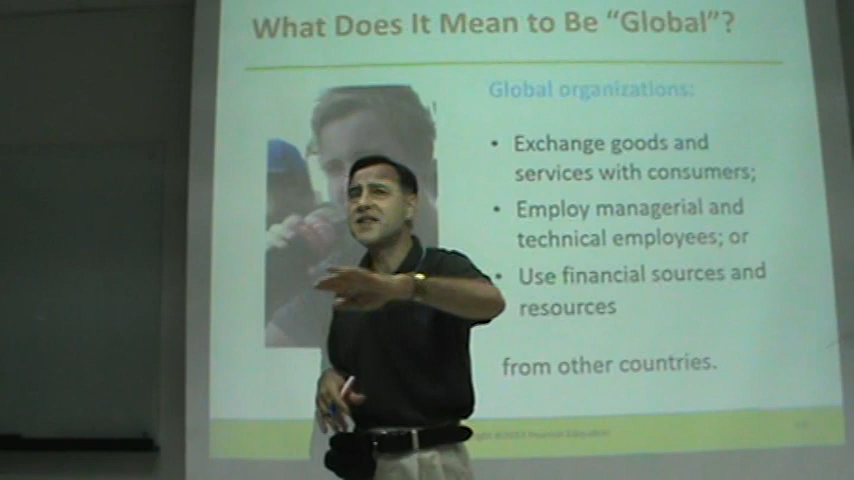 What Does It Mean to Be “Global”?
Global organizations:
• Exchange goods and
services with consumers;
• Employ managerial and
technical employees; or
• Use financial sources and
resources
from other countries.